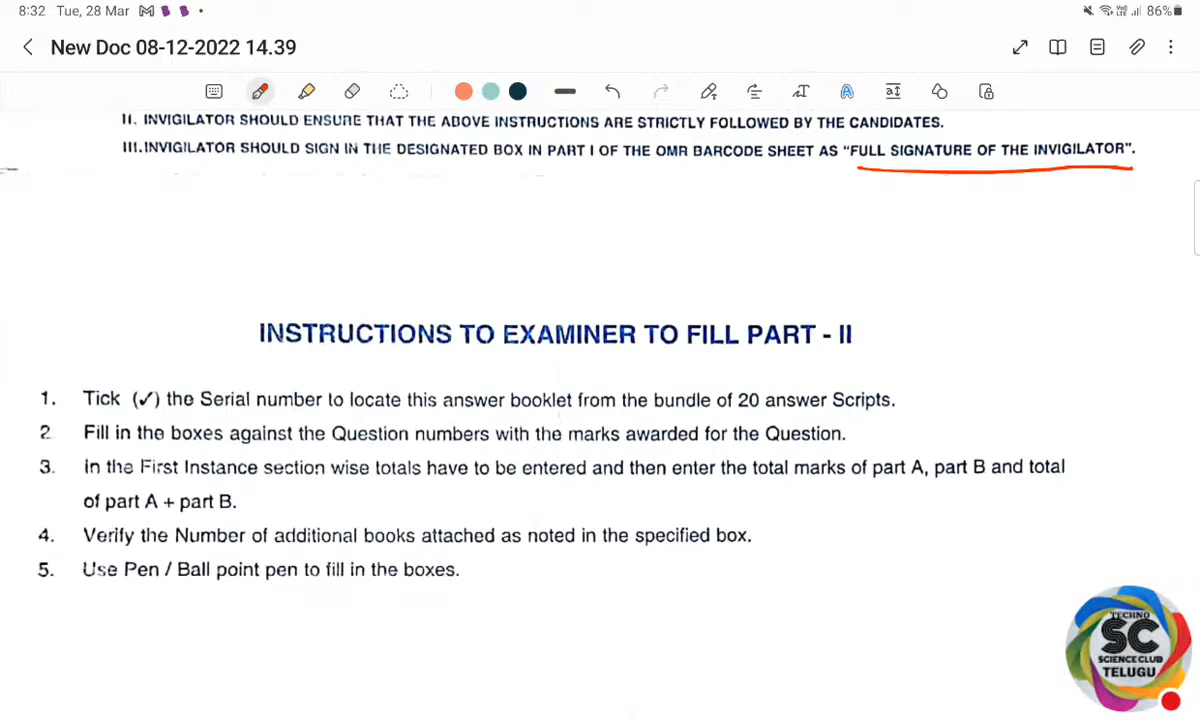 8:32 Tue, 28 Mar 86%
New Doc 08-12-2022 14.39
II. INVIGILATOR SHOULD ENSURE THAT THE ABOVE INSTRUCTIONS ARE STRICTLY FOLLOWED BY THE CANDIDATES.
III.INVIGILATOR SHOULD SIGN IN THE DESIGNATED BOX IN PART I OF THE OMR BARCODE SHEET AS “FULL SIGNATURE OF THE INVIGILATOR”.
INSTRUCTIONS TO EXAMINER TO FILL PART - II
1. Tick (✓) the Serial number to locate this answer booklet from the bundle of 20 answer Scripts.
2 Fill in the boxes against the Question numbers with the marks awarded for the Question.
3. In the First Instance section wise totals have to be entered and then enter the total marks of part A, part B and total
of part A + part B.
4. Verify the Number of additional books attached as noted in the specified box.
5. Use Pen / Ball point pen to fill in the boxes.
TECHNO
SC
SCIENCE CLUB
TELUGU